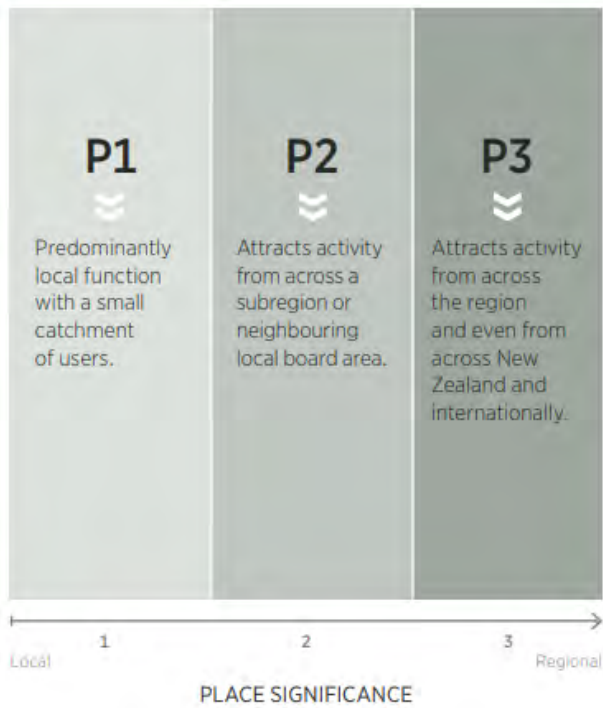 P1
Predominantly
local function
with a small
catchment
of users.
P2
Attracts activity
from across a
subregion or
neighbouring
local board area.
P3
Attracts activity
from across
the region
and even from
across New
Zealand and
internationally.
1
2
3
Local
Regional
PLACE SIGNIFICANCE